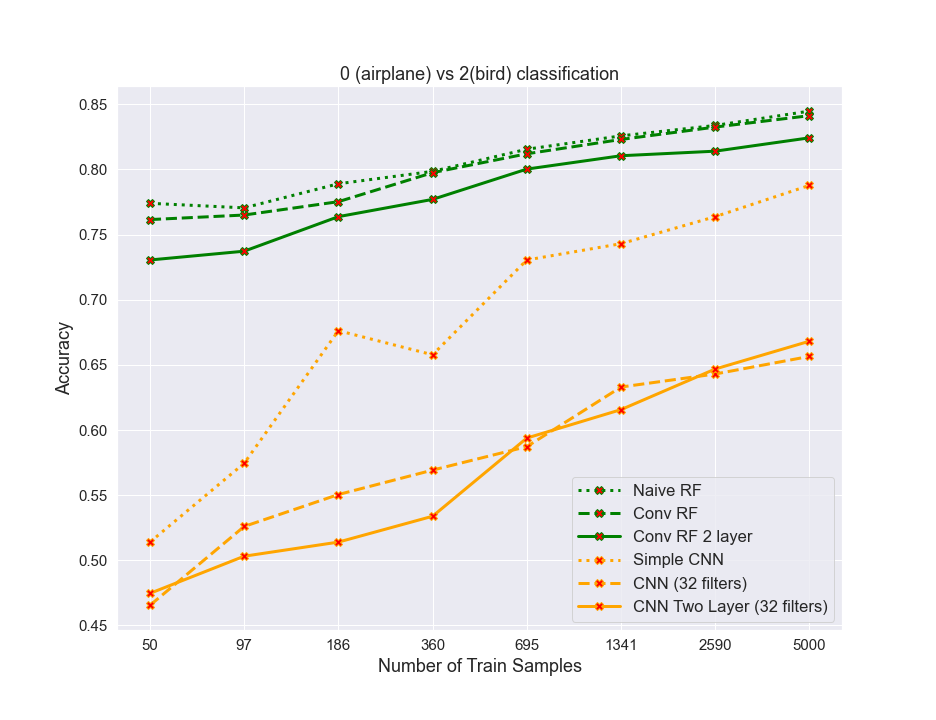 0 (airplane) vs 2(bird) classification
Accuracy
0.85
0.80
0.75
0.70
0.65
0.60
0.55
0.50
0.45
Naive RF
Conv RF
Conv RF 2 layer
Simple CNN
CNN (32 filters)
CNN Two Layer (32 filters)
50 97 186 360 695 1341 2590 5000
Number of Train Samples